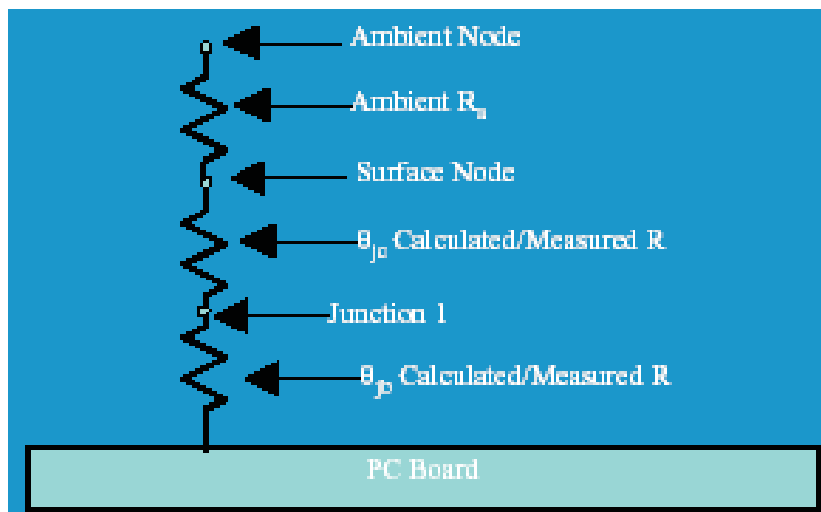 Ambient Node
Ambient Rₐ
Surface Node
θjc Calculated/Measured R
Junction 1
θjb Calculated/Measured R
PC Board